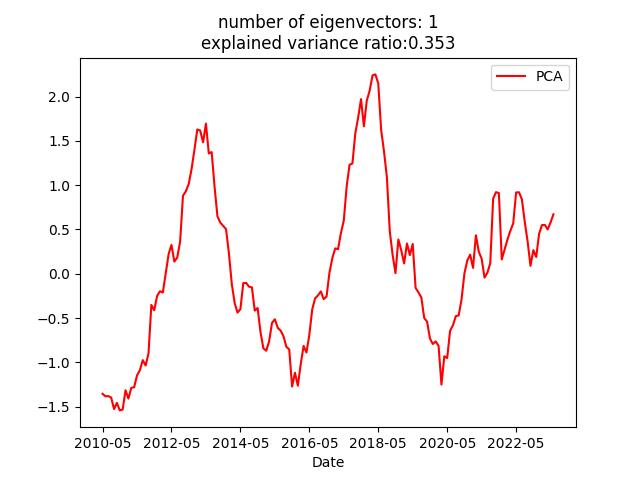 number of eigenvectors: 1
explained variance ratio:0.353
PCA
2.0
1.5
1.0
0.5
0.0
−0.5
−1.0
−1.5
2010-05 2012-05 2014-05 2016-05 2018-05 2020-05 2022-05
Date